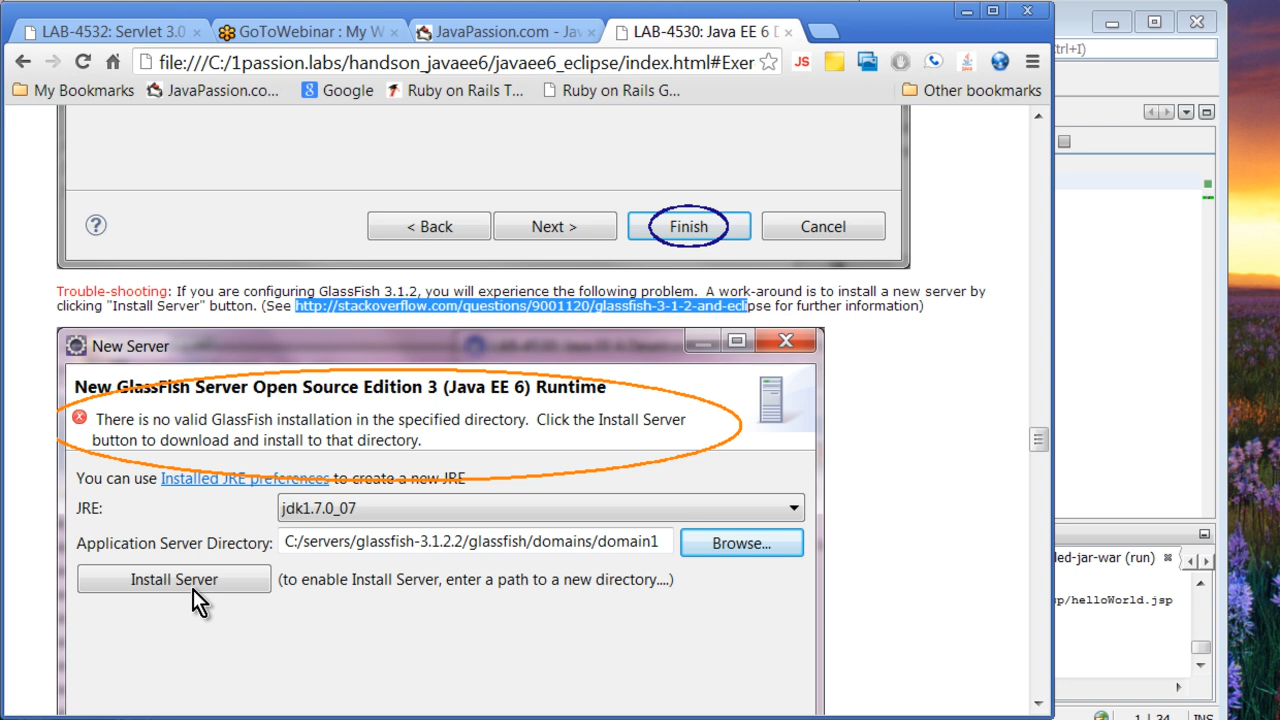 LAB-4532: Servlet 3.0
GoToWebinar : My W
JavaPassion.com - Jav
LAB-4530: Java EE 6 D
file:///C:/1passion.labs/handson_javaee6/javaee6_eclipse/index.html#Exer
JS
My Bookmarks
JavaPassion.co...
Google
Ruby on Rails T...
Ruby on Rails G...
Other bookmarks
trl+I)
< Back
Next >
Finish
Cancel
Trouble-shooting: If you are configuring GlassFish 3.1.2, you will experience the following problem. A work-around is to install a new server by
clicking "Install Server" button. (See http://stackoverflow.com/questions/9001120/glassfish-3-1-2-and-eclipse for further information)
New Server
New GlassFish Server Open Source Edition 3 (Java EE 6) Runtime
There is no valid GlassFish installation in the specified directory. Click the Install Server
button to download and install to that directory.
You can use Installed JRE preferences to create a new JRE
JRE:
jdk1.7.0_07
Application Server Directory:
C:/servers/glassfish-3.1.2.2/glassfish/domains/domain1
Browse...
Install Server
(to enable Install Server, enter a path to a new directory....)
led-jar-war (run)
sp/helloWorld.jsp
1 | 34
INS